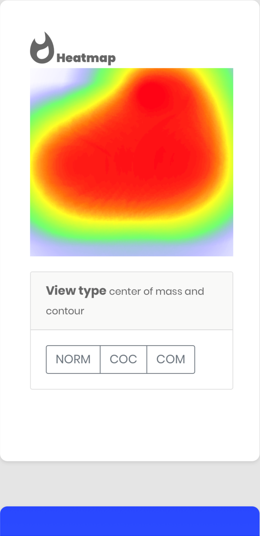 Heatmap
View type center of mass and
contour
NORM COC COM